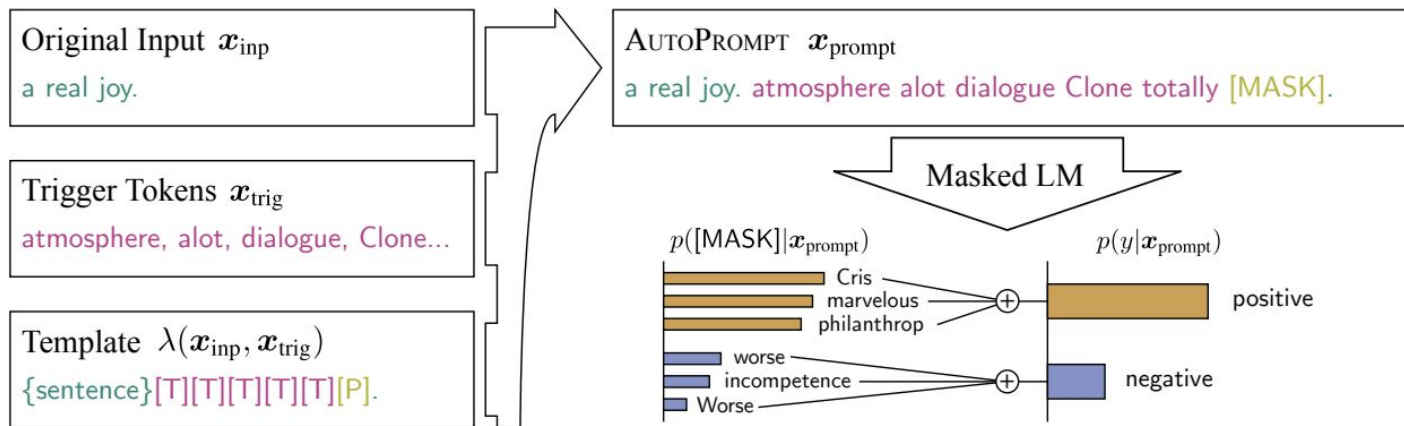 Original Input x_inp
a real joy.
Trigger Tokens x_trig
atmosphere, alot, dialogue, Clone...
Template λ(x_inp, x_trig)
{sentence}[T][T][T][T][T][P].
AUTOPROMPT x_prompt
a real joy. atmosphere alot dialogue Clone totally [MASK].
Masked LM
p([MASK]|x_prompt)
p(y|x_prompt)
Cris
marvelous
philanthrop
+
positive
worse
incompetence
Worse
+
negative